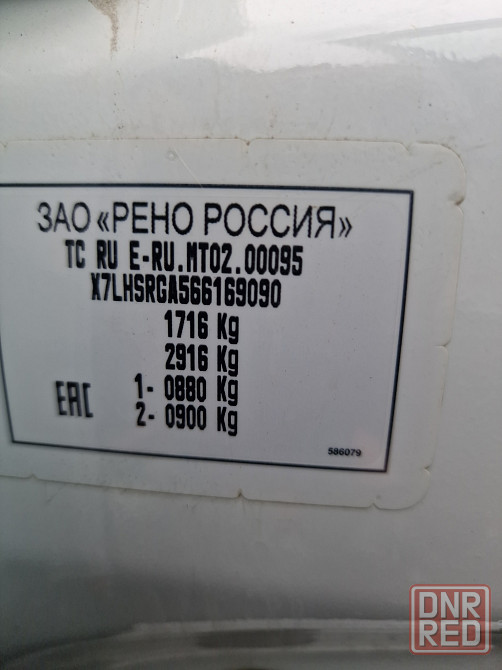 ЗАО «РЕНО РОССИЯ»
TC RU E-RU.MT02.00095
X7LHSRGA566169090
1716 Kg
2916 Kg
1- 0880 Kg
EAC
2- 0900 Kg
586079
DNR
RED